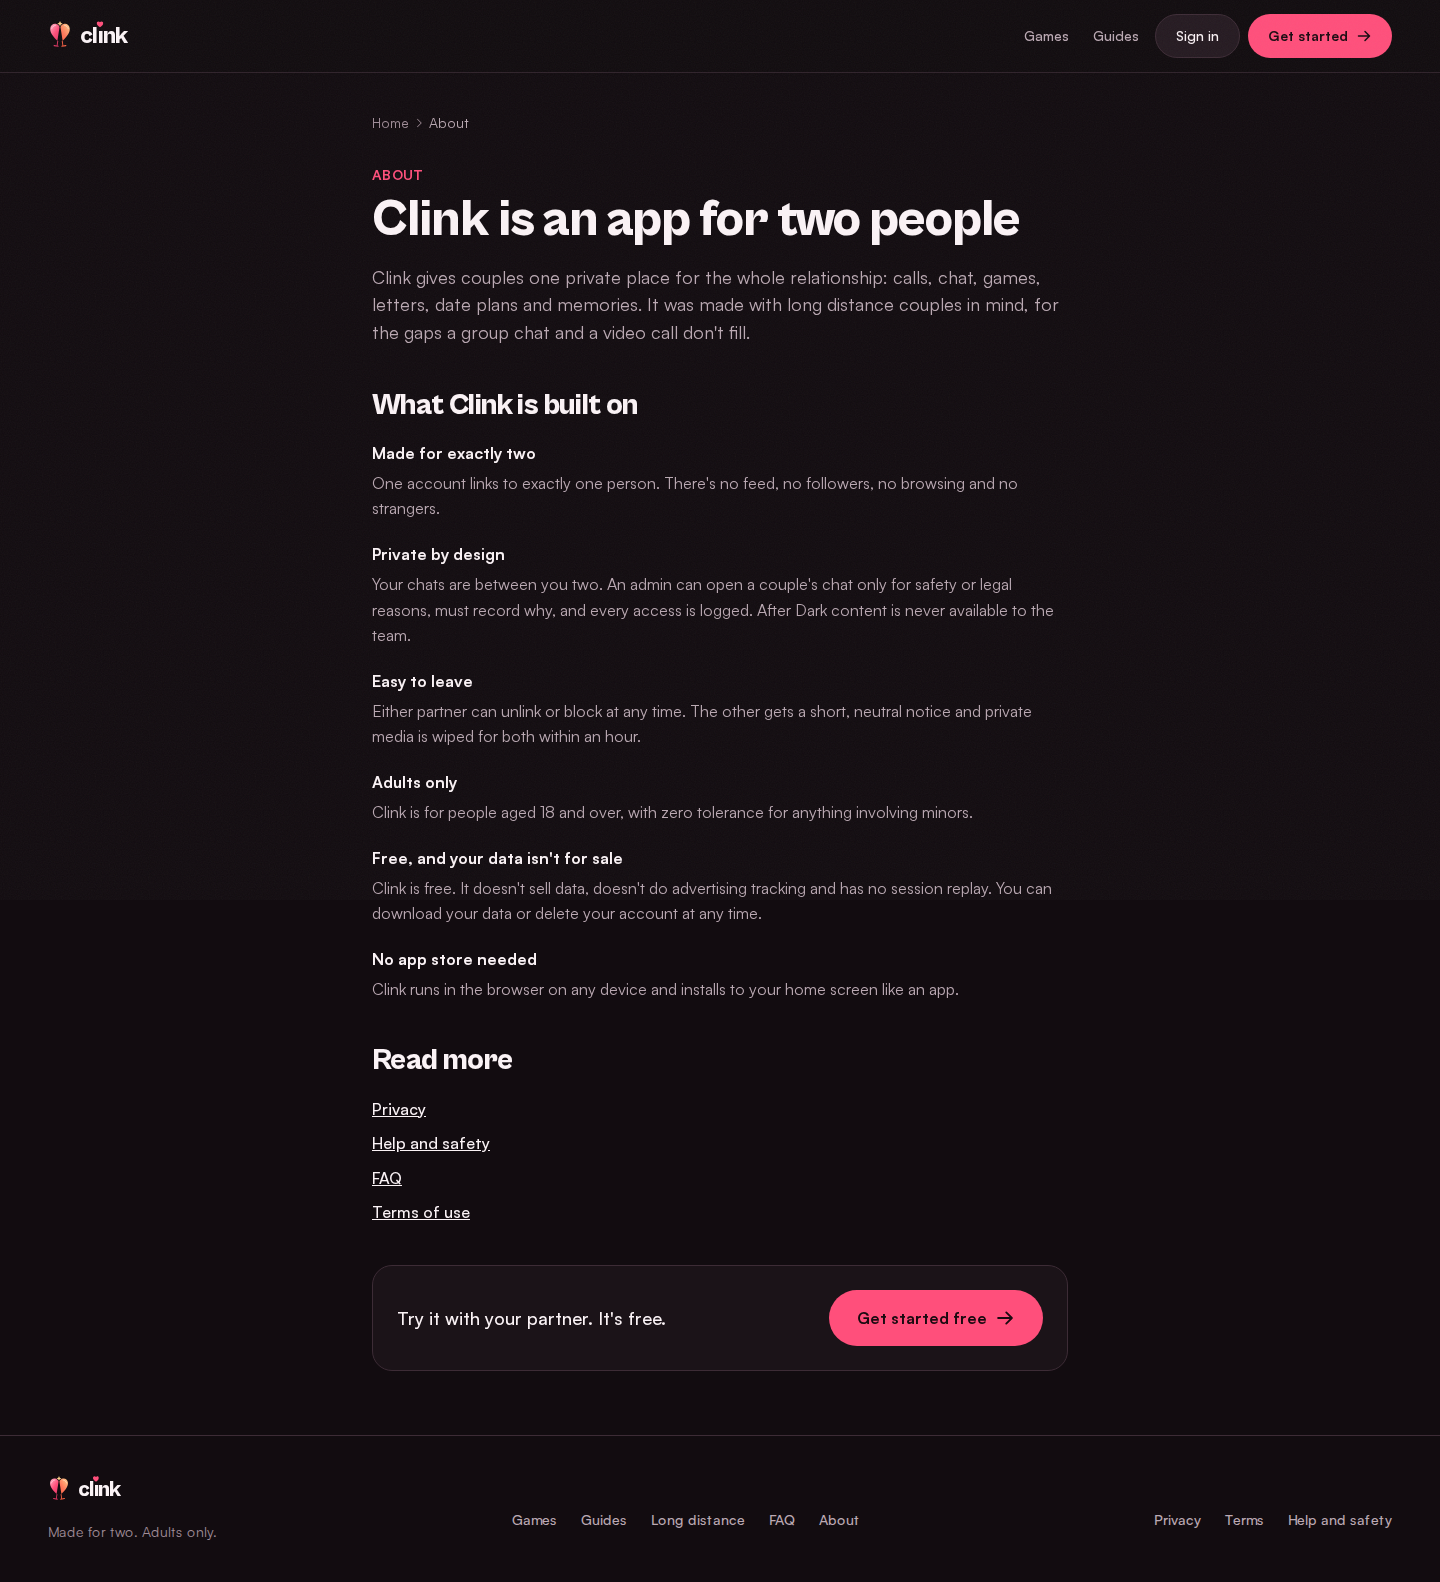 clink
Games
Guides
Sign in
Get started
Home
About
ABOUT
Clink is an app for two people
Clink gives couples one private place for the whole relationship: calls, chat, games,
letters, date plans and memories. It was made with long distance couples in mind, for
the gaps a group chat and a video call don't fill.
What Clink is built on
Made for exactly two
One account links to exactly one person. There's no feed, no followers, no browsing and no
strangers.
Private by design
Your chats are between you two. An admin can open a couple's chat only for safety or legal
reasons, must record why, and every access is logged. After Dark content is never available to the
team.
Easy to leave
Either partner can unlink or block at any time. The other gets a short, neutral notice and private
media is wiped for both within an hour.
Adults only
Clink is for people aged 18 and over, with zero tolerance for anything involving minors.
Free, and your data isn't for sale
Clink is free. It doesn't sell data, doesn't do advertising tracking and has no session replay. You can
download your data or delete your account at any time.
No app store needed
Clink runs in the browser on any device and installs to your home screen like an app.
Read more
Privacy
Help and safety
FAQ
Terms of use
Try it with your partner. It's free.
Get started free
clink
Made for two. Adults only.
Games
Guides
Long distance
FAQ
About
Privacy
Terms
Help and safety